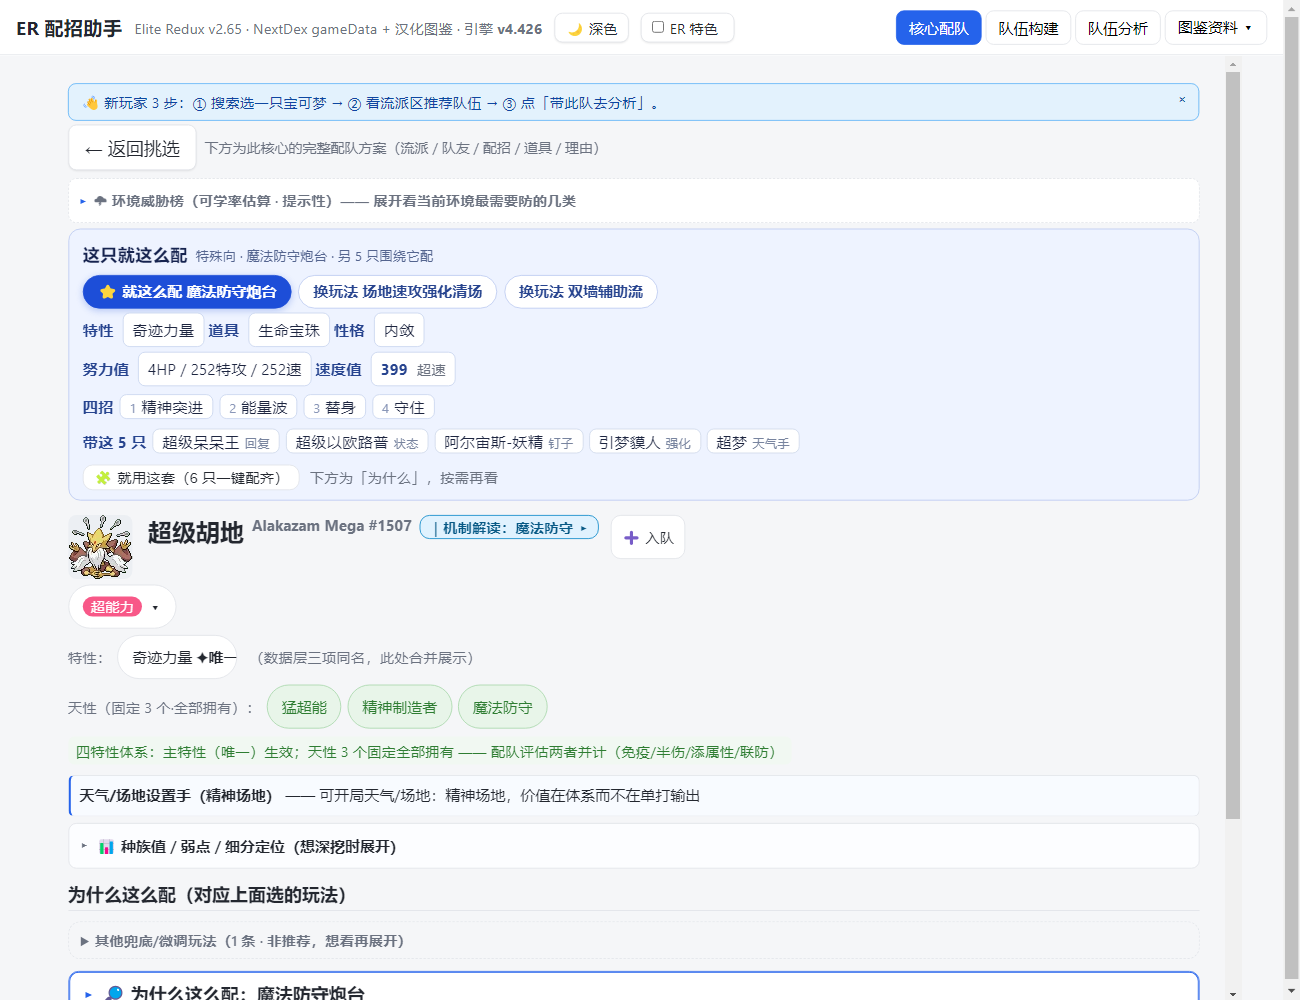 ER 配招助手 Elite Redux v2.65 · NextDex gameData + 汉化图鉴 · 引擎 v4.426 🌙 深色 ER 特色 核心配队 队伍构建 队伍分析 图鉴资料 ▾
👋 新玩家 3 步：① 搜索选一只宝可梦 → ② 看流派区推荐队伍 → ③ 点「带此队去分析」。 ×
← 返回挑选 下方为此核心的完整配队方案（流派 / 队友 / 配招 / 道具 / 理由）
▸ 🌩 环境威胁榜（可学率估算 · 提示性）—— 展开看当前环境最需要防的几类
这只就这么配 特殊向 · 魔法防守炮台 · 另 5 只围绕它配
⭐ 就这么配 魔法防守炮台 换玩法 场地速攻强化清场 换玩法 双墙辅助流
特性 奇迹力量 道具 生命宝珠 性格 内敛
努力值 4HP / 252特攻 / 252速 速度值 399 超速
四招 1 精神突进 2 能量波 3 替身 4 守住
带这 5 只 超级呆呆王 回复 超级以欧路普 状态 阿尔宙斯-妖精 钉子 引梦貘人 强化 超梦 天气手
🧩 就用这套（6 只一键配齐） 下方为「为什么」，按需再看
超级胡地 Alakazam Mega #1507 | 机制解读：魔法防守 ▸ ➕ 入队
超能力 ▾
特性： 奇迹力量 ✦唯一 （数据层三项同名，此处合并展示）
天性（固定 3 个·全部拥有）： 猛超能 精神制造者 魔法防守
四特性体系：主特性（唯一）生效；天性 3 个固定全部拥有 —— 配队评估两者并计（免疫/半伤/添属性/联防）
天气/场地设置手（精神场地） —— 可开局天气/场地：精神场地，价值在体系而不在单打输出
▸ 📊 种族值 / 弱点 / 细分定位（想深挖时展开）
为什么这么配（对应上面选的玩法）
▶ 其他兜底/微调玩法（1 条 · 非推荐，想看再展开）
▸ 🔎 为什么这么配：魔法防守炮台